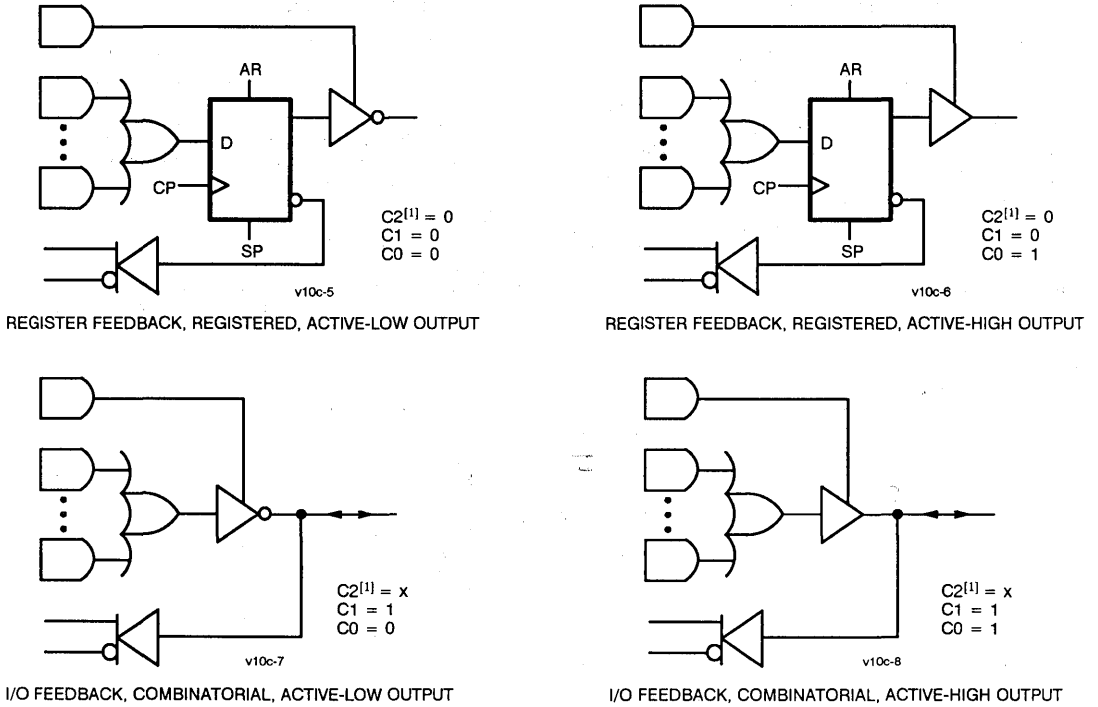 AR
D
CP
SP
C2[1] = 0
C1 = 0
C0 = 0
v10c-5
REGISTER FEEDBACK, REGISTERED, ACTIVE-LOW OUTPUT
AR
D
CP
SP
C2[1] = 0
C1 = 0
C0 = 1
v10c-6
REGISTER FEEDBACK, REGISTERED, ACTIVE-HIGH OUTPUT
C2[1] = x
C1 = 1
C0 = 0
v10c-7
I/O FEEDBACK, COMBINATORIAL, ACTIVE-LOW OUTPUT
C2[1] = x
C1 = 1
C0 = 1
v10c-8
I/O FEEDBACK, COMBINATORIAL, ACTIVE-HIGH OUTPUT